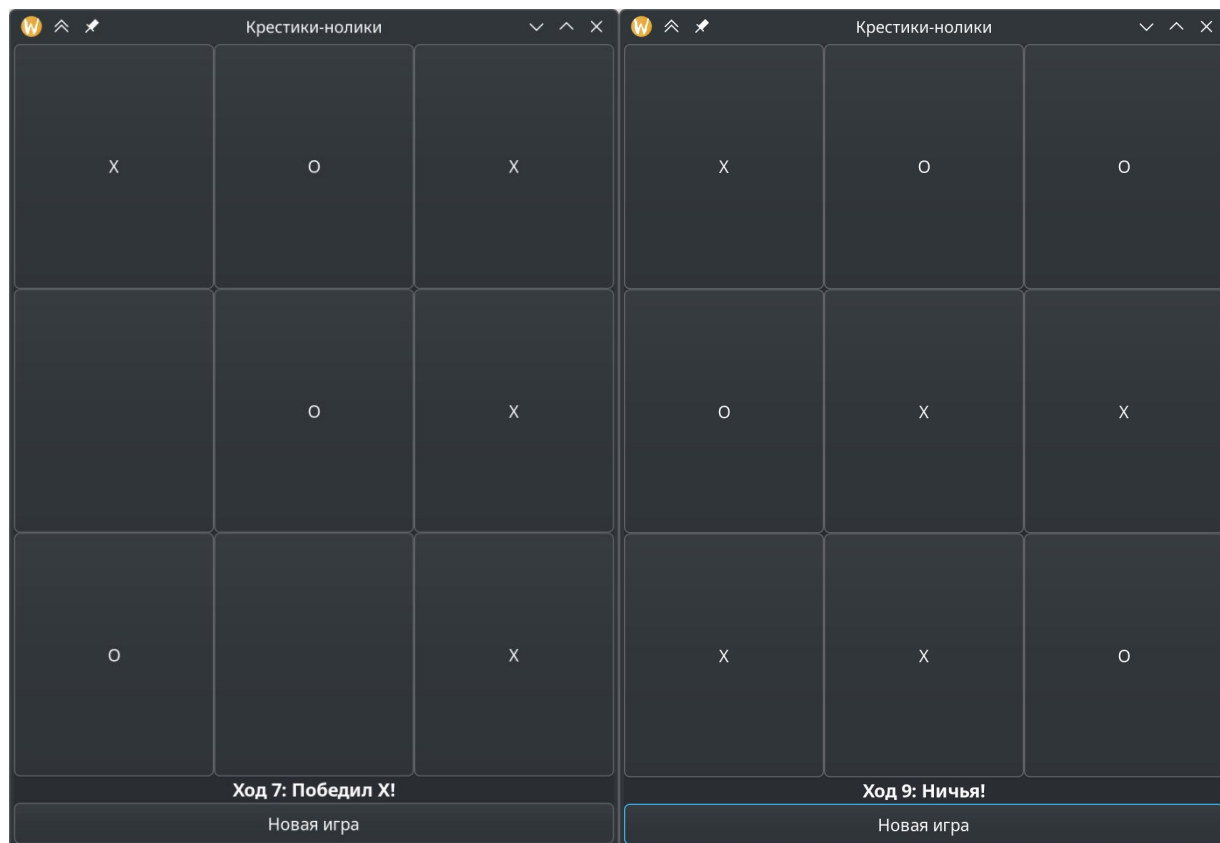 W Крестики-нолики
X O X
O X
O X
Ход 7: Победил X!
Новая игра
W Крестики-нолики
X O O
O X X
X X O
Ход 9: Ничья!
Новая игра